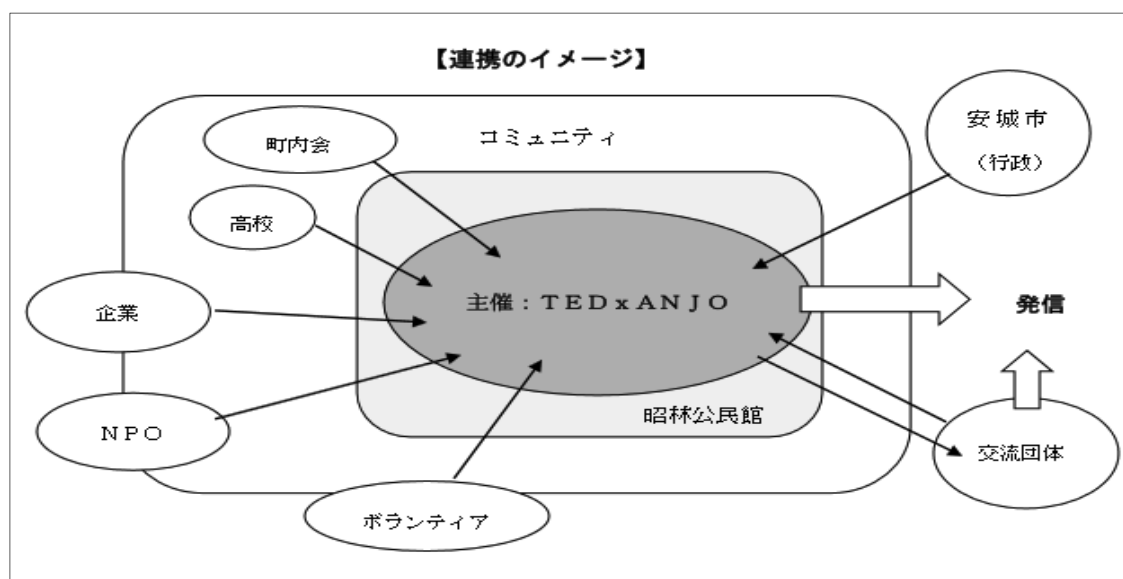 【連携のイメージ】
安城市
（行政）
コミュニティ
町内会
高校
企業
主催：ＴＥＤｘＡＮＪＯ
発信
昭林公民館
ＮＰＯ
交流団体
ボランティア